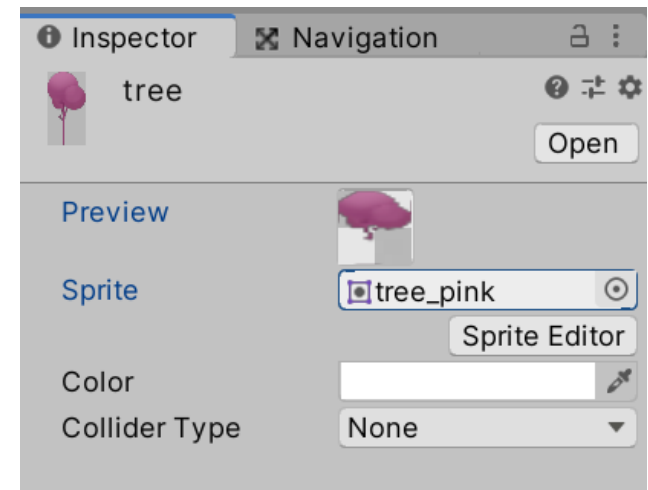 Inspector Navigation
tree
Open
Preview
Sprite tree_pink
Sprite Editor
Color
Collider Type None